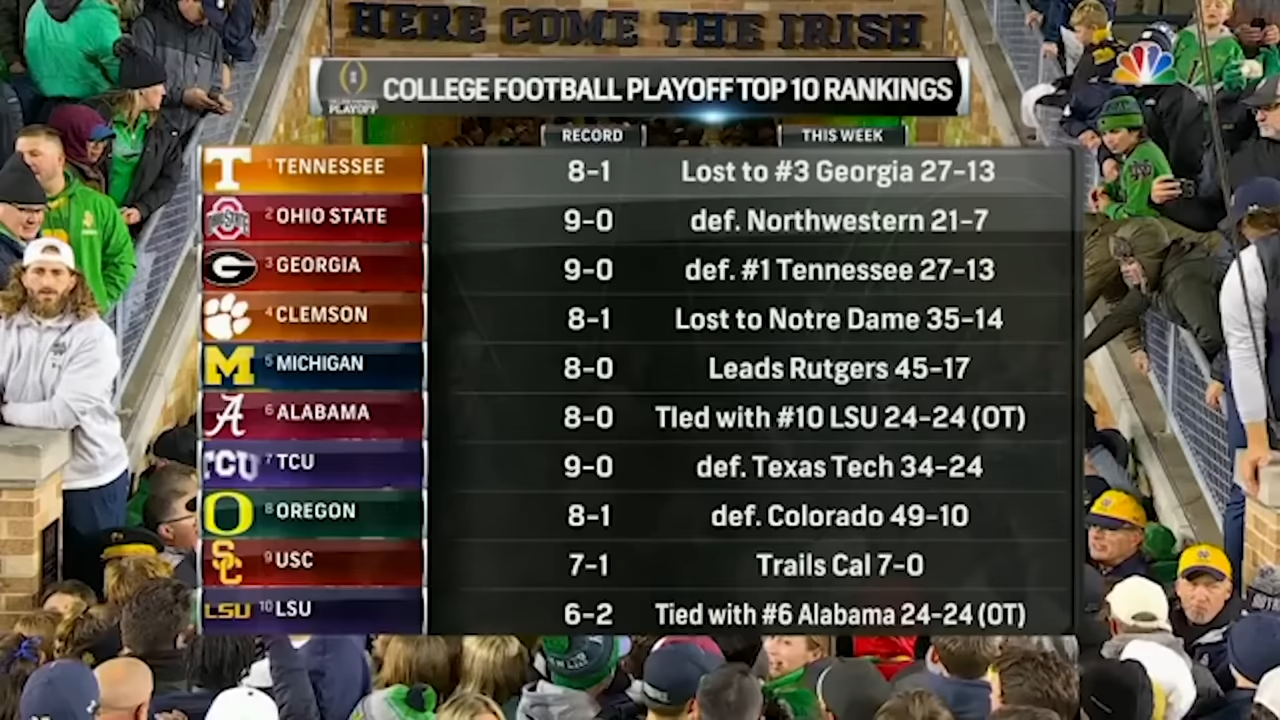 HERE COME THE IRISH
PLAYOFF
COLLEGE FOOTBALL PLAYOFF TOP 10 RANKINGS
RECORD THIS WEEK
T 1 TENNESSEE 8-1 Lost to #3 Georgia 27-13
OHIO STATE 2 OHIO STATE 9-0 def. Northwestern 21-7
G 3 GEORGIA 9-0 def. #1 Tennessee 27-13
4 CLEMSON 8-1 Lost to Notre Dame 35-14
M 5 MICHIGAN 8-0 Leads Rutgers 45-17
A 6 ALABAMA 8-0 TIed with #10 LSU 24-24 (OT)
TCU 7 TCU 9-0 def. Texas Tech 34-24
O 8 OREGON 8-1 def. Colorado 49-10
SC 9 USC 7-1 Trails Cal 7-0
LSU 10 LSU 6-2 Tied with #6 Alabama 24-24 (OT)